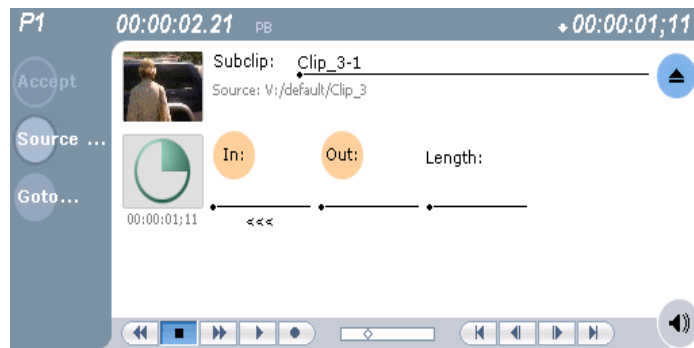 P1 00:00:02.21 PB 00:00:01;11
Accept
Source ...
Goto...
Subclip: Clip_3-1
Source: V:/default/Clip_3
In: Out: Length:
00:00:01;11 <<<